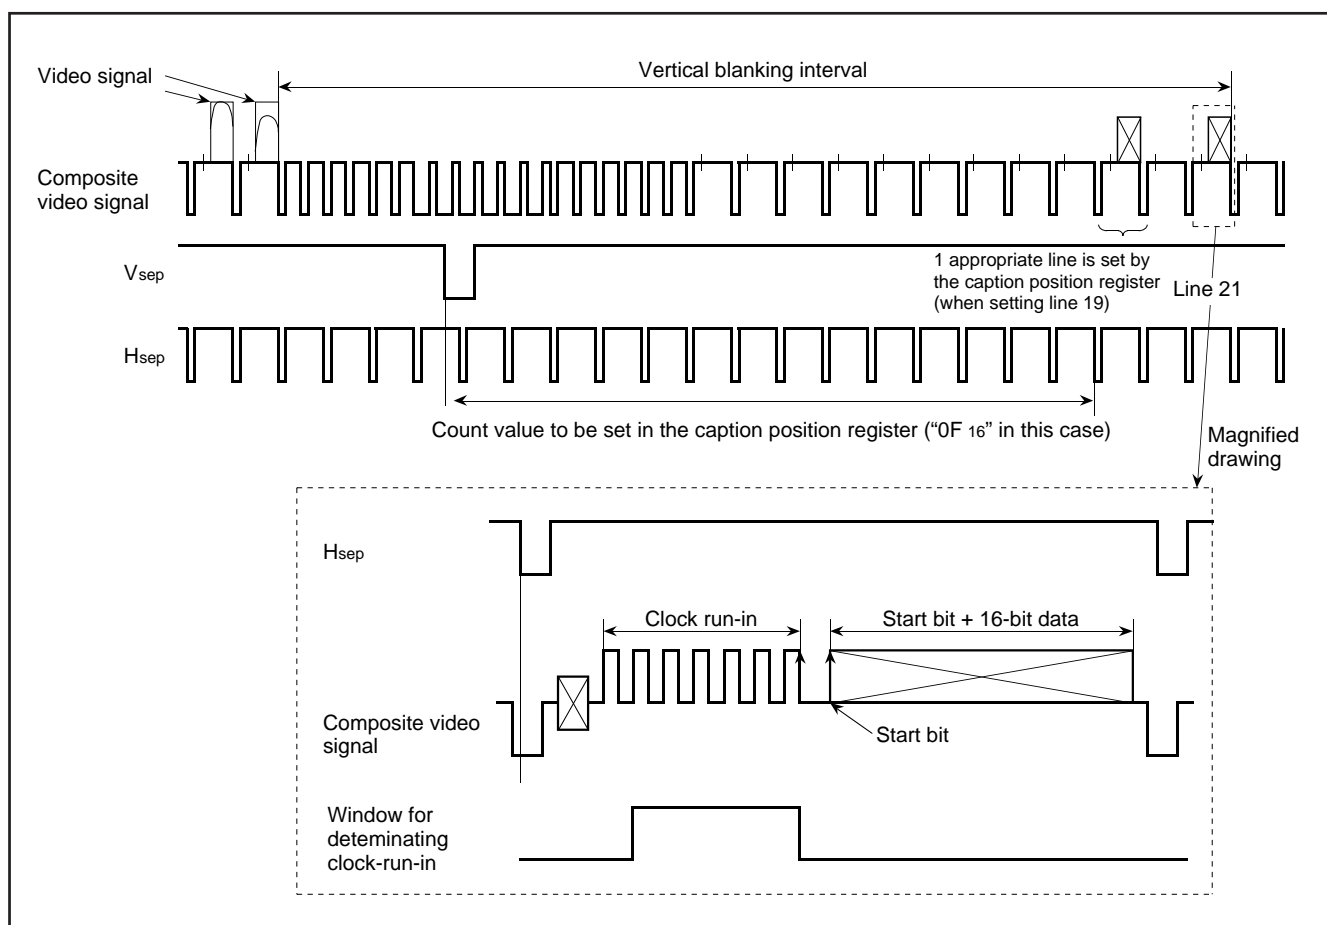 Video signal
Vertical blanking interval
Composite
video signal
Vsep
1 appropriate line is set by
the caption position register
(when setting line 19)
Line 21
Hsep
Count value to be set in the caption position register (“0F 16” in this case)
Magnified
drawing
Hsep
Clock run-in
Start bit + 16-bit data
Composite video
signal
Start bit
Window for
deteminating
clock-run-in